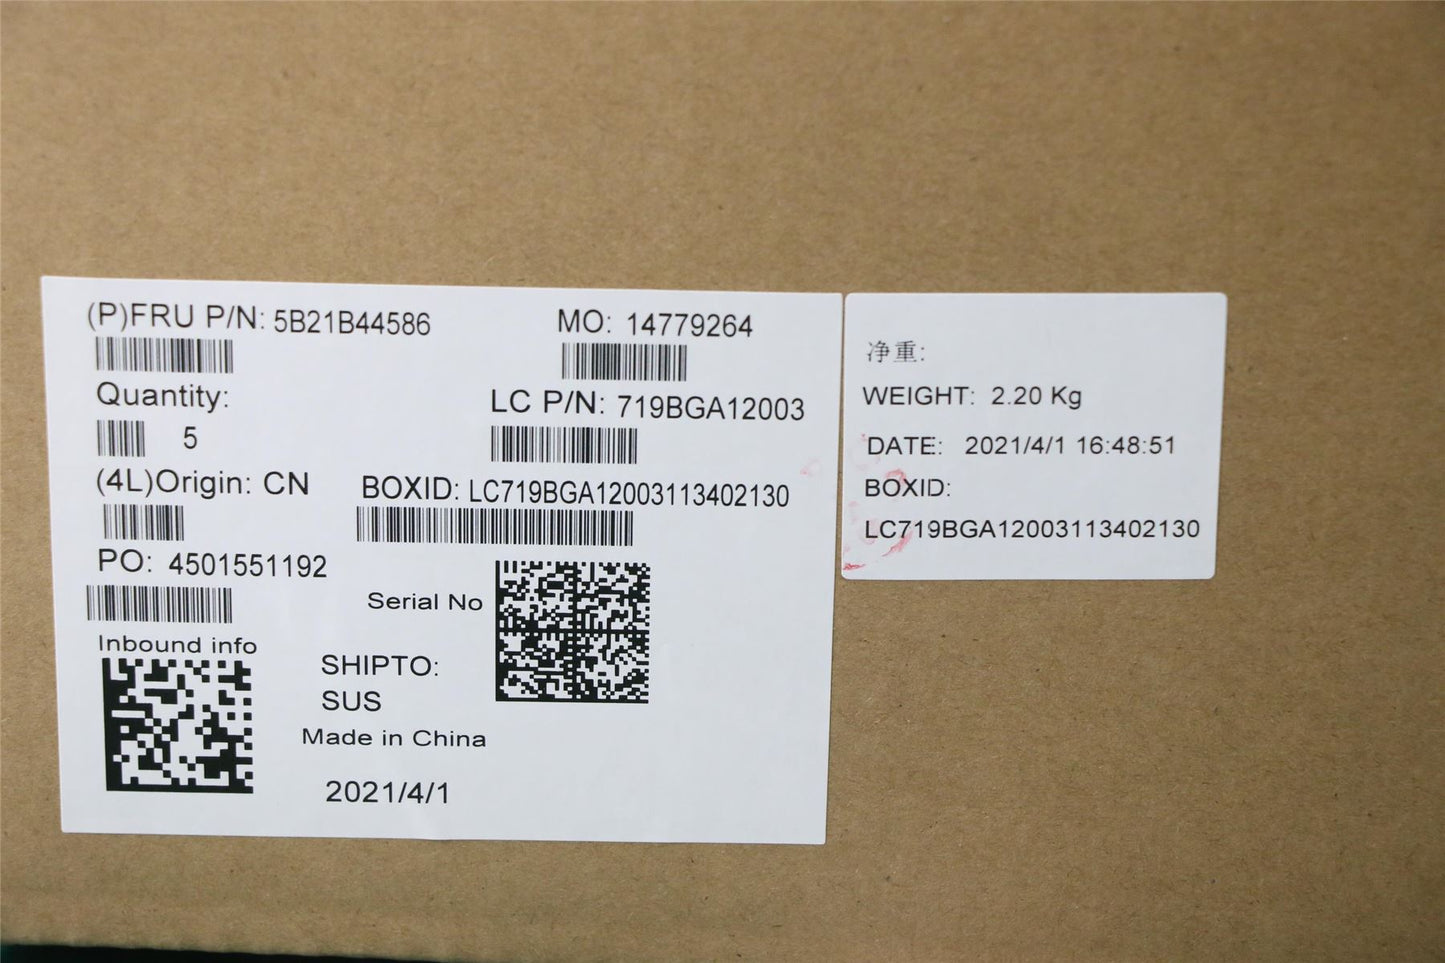 (P)FRU P/N: 5B21B44586
MO: 14779264
Quantity:
5
LC P/N: 719BGA12003
(4L)Origin: CN
BOXID: LC719BGA12003113402130
PO: 4501551192
Serial No
Inbound info
SHIPTO:
SUS
Made in China
2021/4/1
净重:
WEIGHT: 2.20 Kg
DATE: 2021/4/1 16:48:51
BOXID:
LC719BGA12003113402130